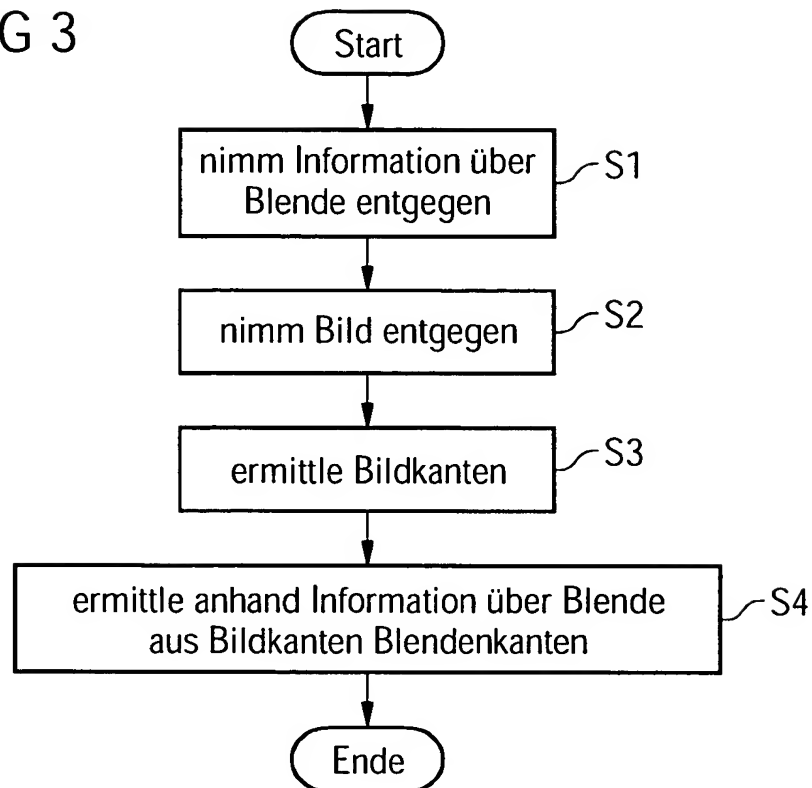 G 3
Start
nimm Information über
Blende entgegen
S1
nimm Bild entgegen
S2
ermittle Bildkanten
S3
ermittle anhand Information über Blende
aus Bildkanten Blendenkanten
S4
Ende